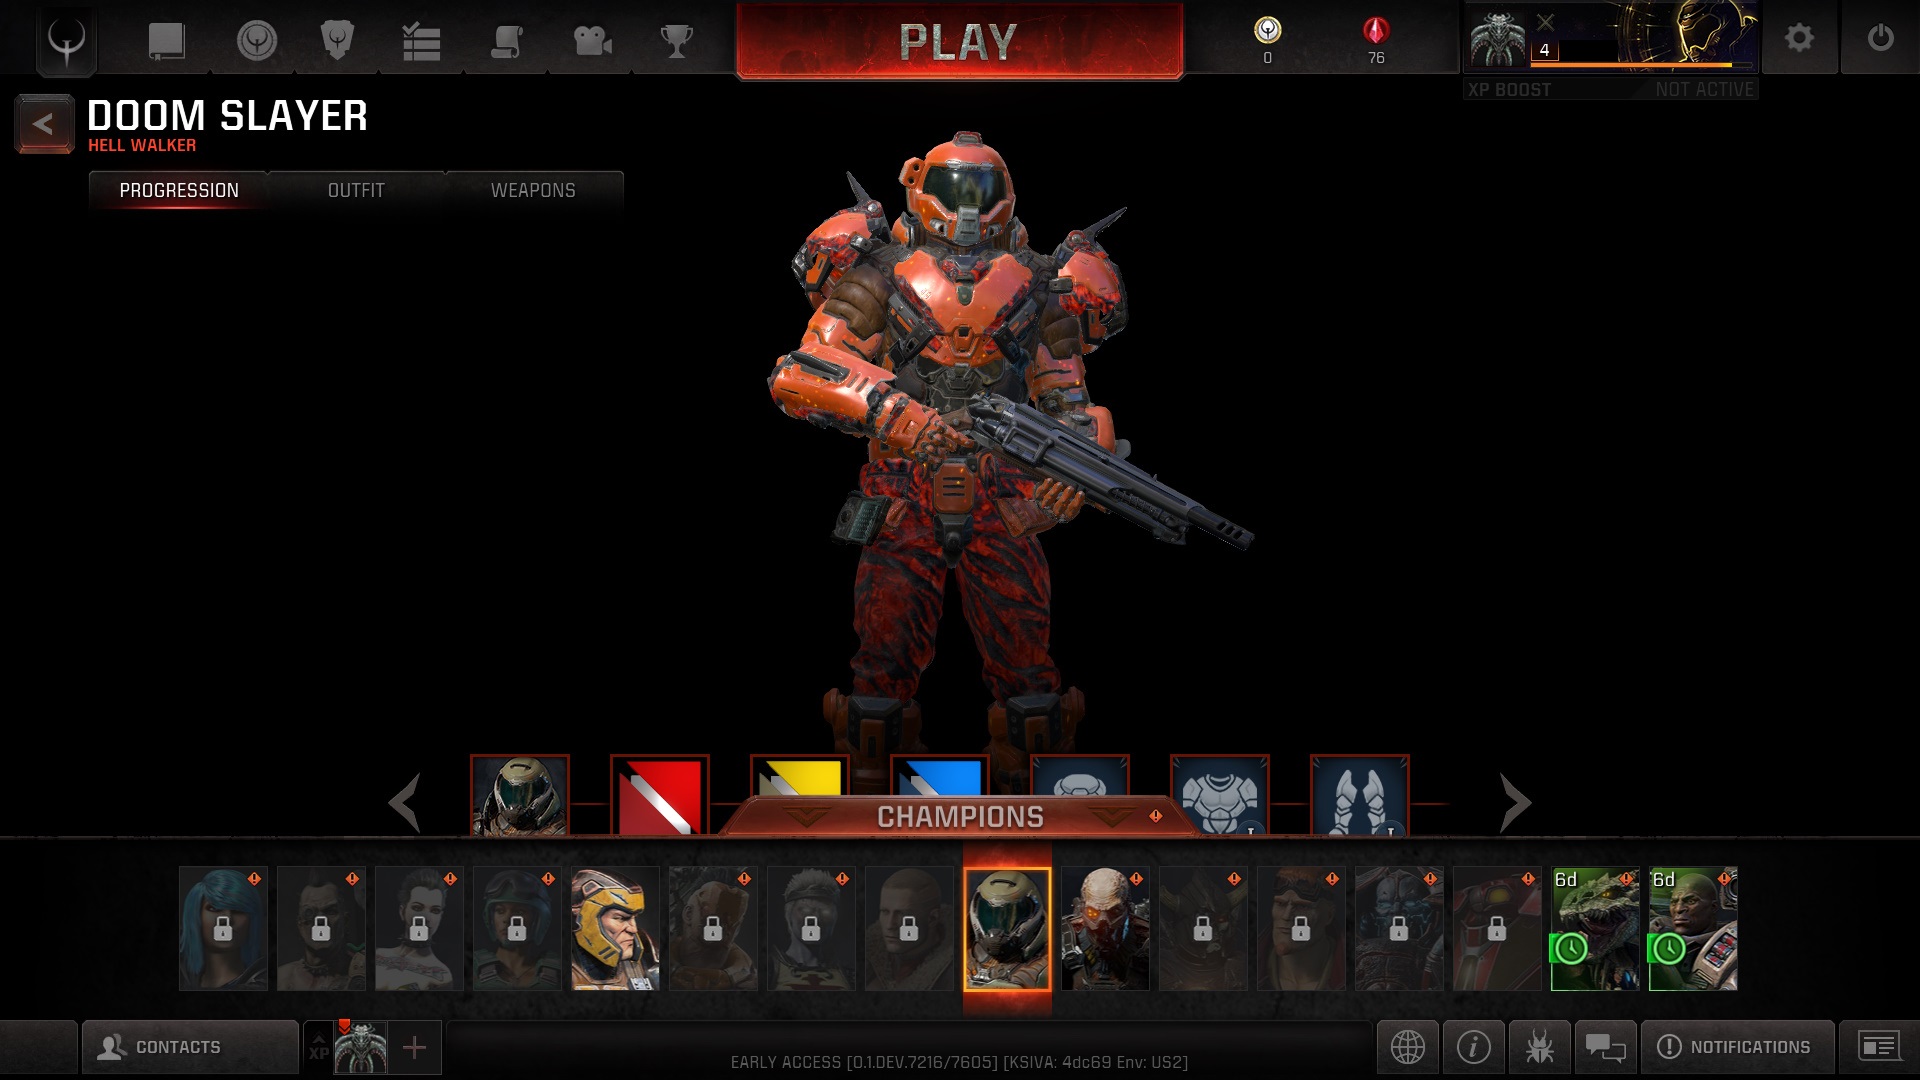 PLAY
0
76
4
XP BOOST
NOT ACTIVE
<
DOOM SLAYER
HELL WALKER
PROGRESSION
OUTFIT
WEAPONS
CHAMPIONS
6d
6d
CONTACTS
XP
EARLY ACCESS [0.1.DEV.7216/7605] [KSIVA: 4dc69 Env: US2]
NOTIFICATIONS